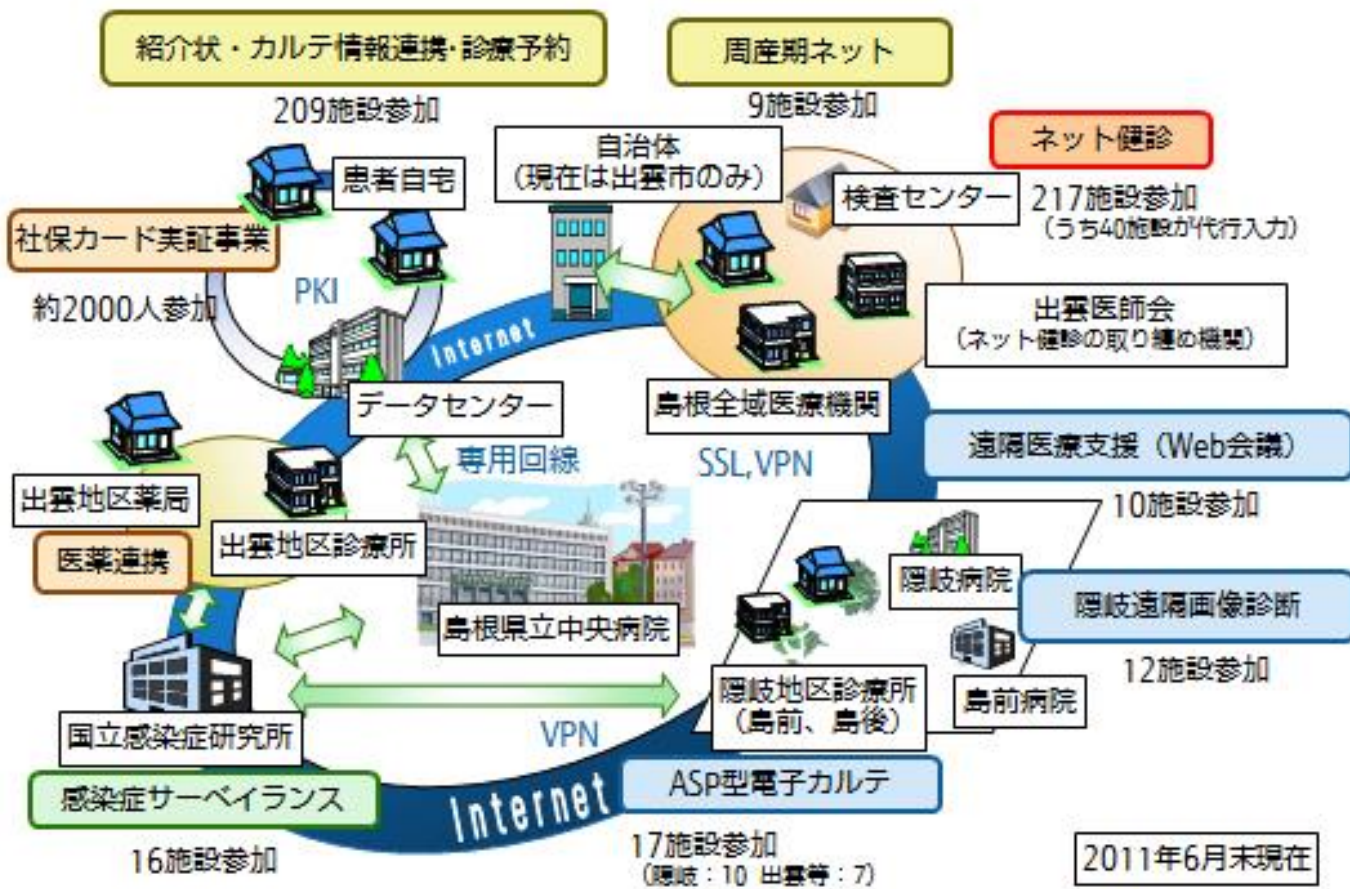 紹介状・カルテ情報連携・診療予約
209施設参加
周産期ネット
9施設参加
ネット健診
217施設参加
(うち40施設が代行入力)
自治体
(現在は出雲市のみ)
検査センター
患者自宅
社保カード実証事業
約2000人参加
PKI
Internet
出雲医師会
(ネット健診の取り纏め機関)
データセンター
島根全域医療機関
専用回線
SSL,VPN
遠隔医療支援(Web会議)
10施設参加
出雲地区薬局
医薬連携
出雲地区診療所
島根県立中央病院
隠岐病院
隠岐遠隔画像診断
12施設参加
島前病院
隠岐地区診療所
(島前、島後)
国立感染症研究所
VPN
感染症サーベイランス
16施設参加
Internet
ASP型電子カルテ
17施設参加
(隠岐:10 出雲等:7)
2011年6月末現在